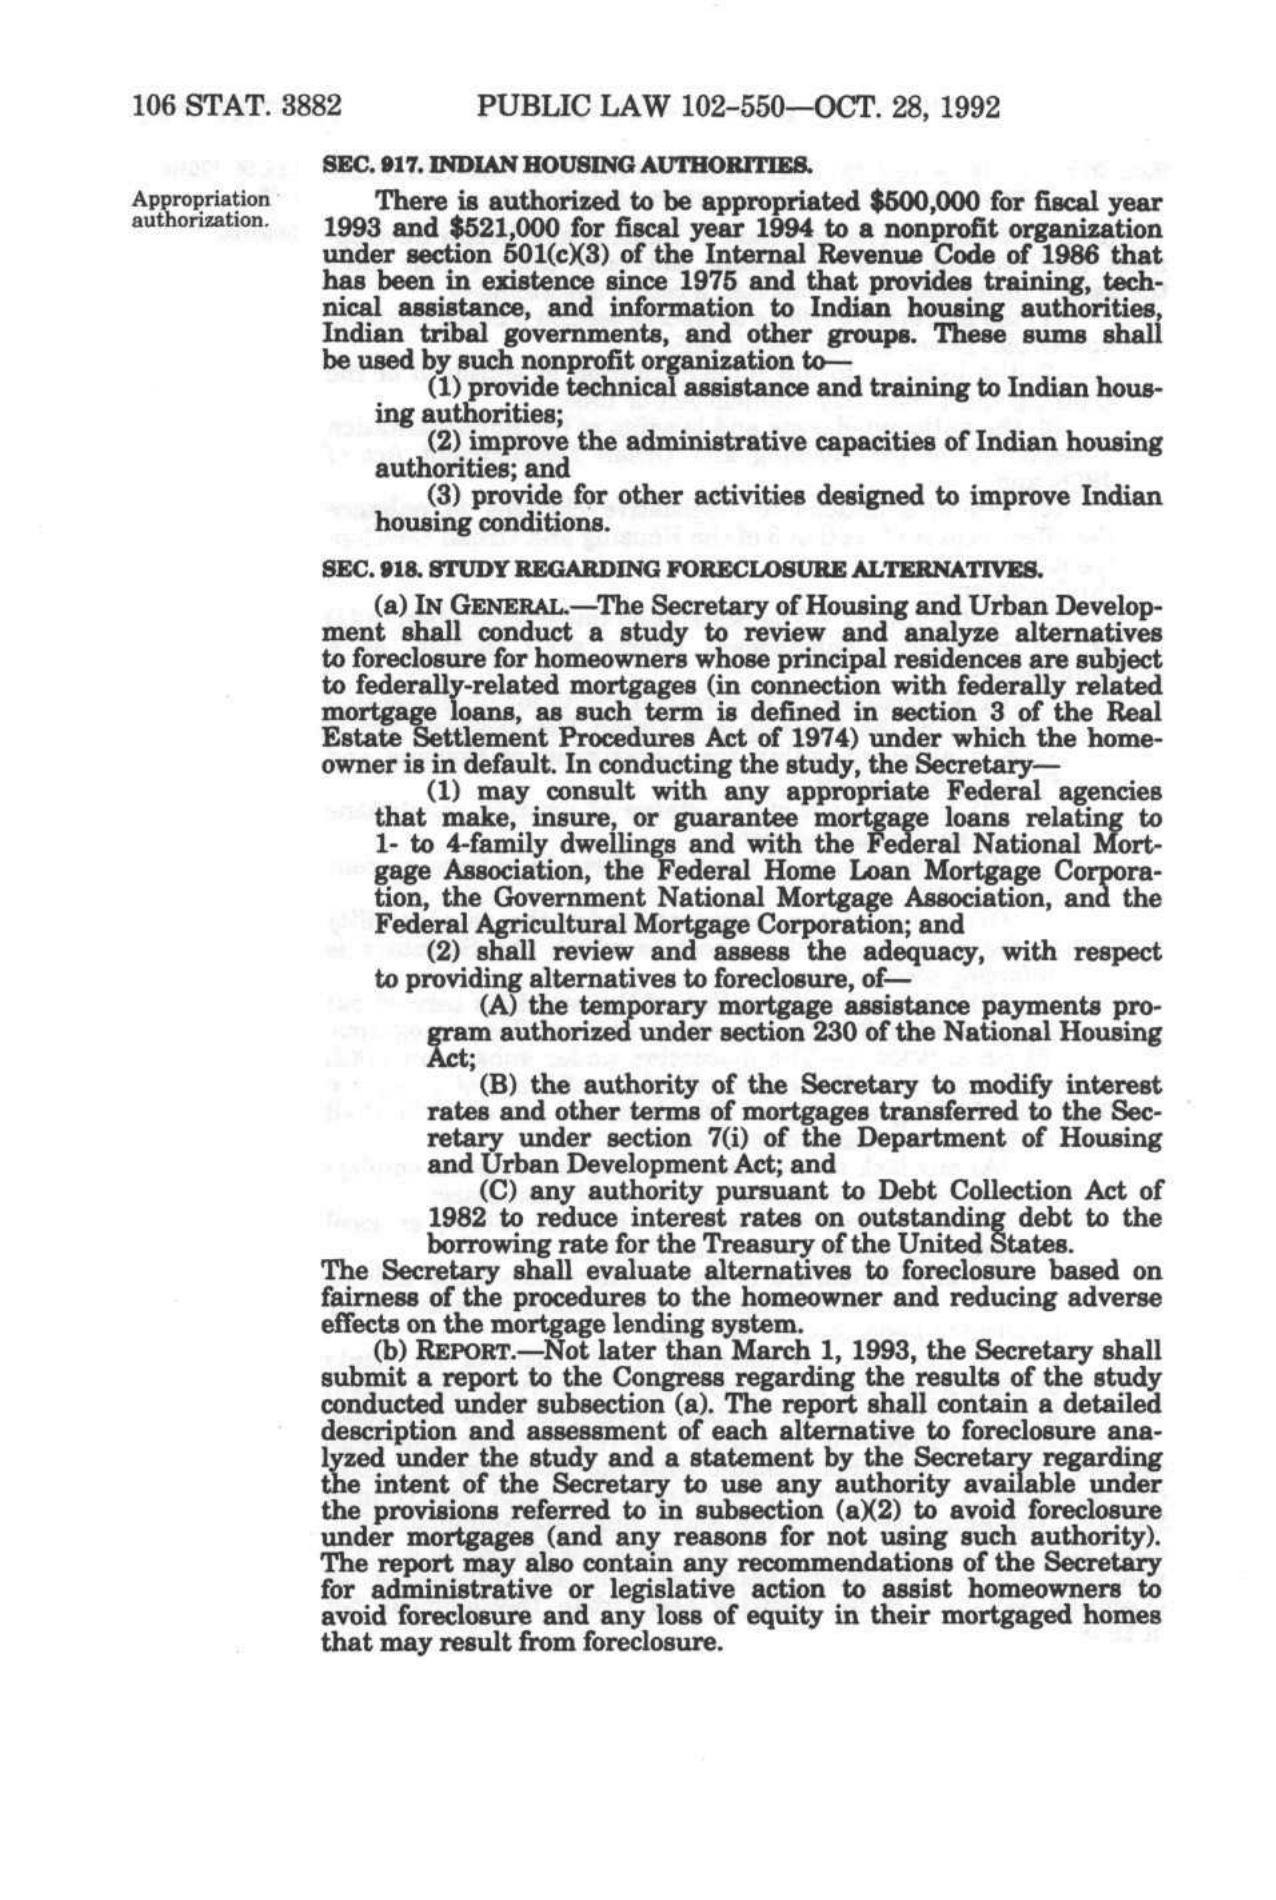 106 STAT. 3882 PUBLIC LAW 102-550—OCT. 28, 1992
SEC. 917. INDIAN HOUSING AUTHORITIES.
Appropriation
authorization.
There is authorized to be appropriated $500,000 for fiscal year
1993 and $521,000 for fiscal year 1994 to a nonprofit organization
under section 501(c)(3) of the Internal Revenue Code of 1986 that
has been in existence since 1975 and that provides training, tech-
nical assistance, and information to Indian housing authorities,
Indian tribal governments, and other groups. These sums shall
be used by such nonprofit organization to—
(1) provide technical assistance and training to Indian hous-
ing authorities;
(2) improve the administrative capacities of Indian housing
authorities; and
(3) provide for other activities designed to improve Indian
housing conditions.
SEC. 918. STUDY REGARDING FORECLOSURE ALTERNATIVES.
(a) IN GENERAL.—The Secretary of Housing and Urban Develop-
ment shall conduct a study to review and analyze alternatives
to foreclosure for homeowners whose principal residences are subject
to federally-related mortgages (in connection with federally related
mortgage loans, as such term is defined in section 3 of the Real
Estate Settlement Procedures Act of 1974) under which the home-
owner is in default. In conducting the study, the Secretary—
(1) may consult with any appropriate Federal agencies
that make, insure, or guarantee mortgage loans relating to
1- to 4-family dwellings and with the Federal National Mort-
gage Association, the Federal Home Loan Mortgage Corpora-
tion, the Government National Mortgage Association, and the
Federal Agricultural Mortgage Corporation; and
(2) shall review and assess the adequacy, with respect
to providing alternatives to foreclosure, of—
(A) the temporary mortgage assistance payments pro-
gram authorized under section 230 of the National Housing
Act;
(B) the authority of the Secretary to modify interest
rates and other terms of mortgages transferred to the Sec-
retary under section 7(i) of the Department of Housing
and Urban Development Act; and
(C) any authority pursuant to Debt Collection Act of
1982 to reduce interest rates on outstanding debt to the
borrowing rate for the Treasury of the United States.
The Secretary shall evaluate alternatives to foreclosure based on
fairness of the procedures to the homeowner and reducing adverse
effects on the mortgage lending system.
(b) REPORT.—Not later than March 1, 1993, the Secretary shall
submit a report to the Congress regarding the results of the study
conducted under subsection (a). The report shall contain a detailed
description and assessment of each alternative to foreclosure ana-
lyzed under the study and a statement by the Secretary regarding
the intent of the Secretary to use any authority available under
the provisions referred to in subsection (a)(2) to avoid foreclosure
under mortgages (and any reasons for not using such authority).
The report may also contain any recommendations of the Secretary
for administrative or legislative action to assist homeowners to
avoid foreclosure and any loss of equity in their mortgaged homes
that may result from foreclosure.